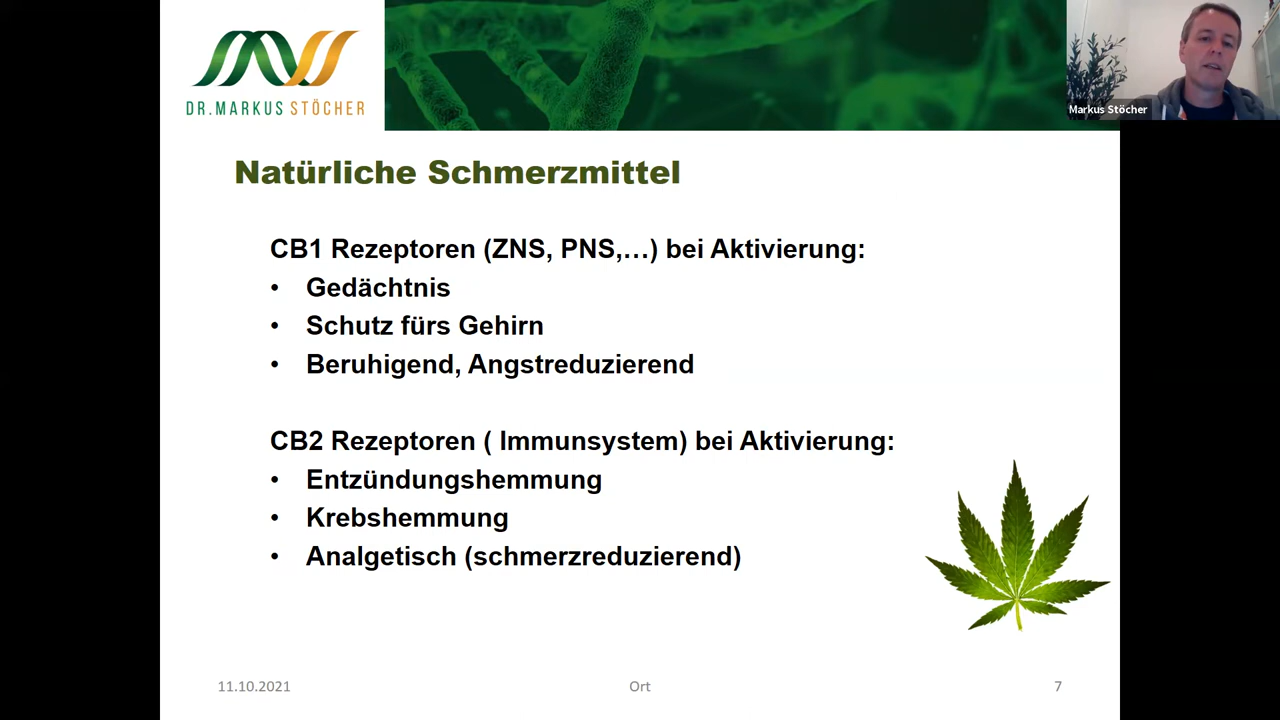 DR.MARKUS STÖCHER
Markus Stöcher
Natürliche Schmerzmittel
CB1 Rezeptoren (ZNS, PNS,…) bei Aktivierung:
• Gedächtnis
• Schutz fürs Gehirn
• Beruhigend, Angstreduzierend
CB2 Rezeptoren ( Immunsystem) bei Aktivierung:
• Entzündungshemmung
• Krebshemmung
• Analgetisch (schmerzreduzierend)
11.10.2021
Ort
7